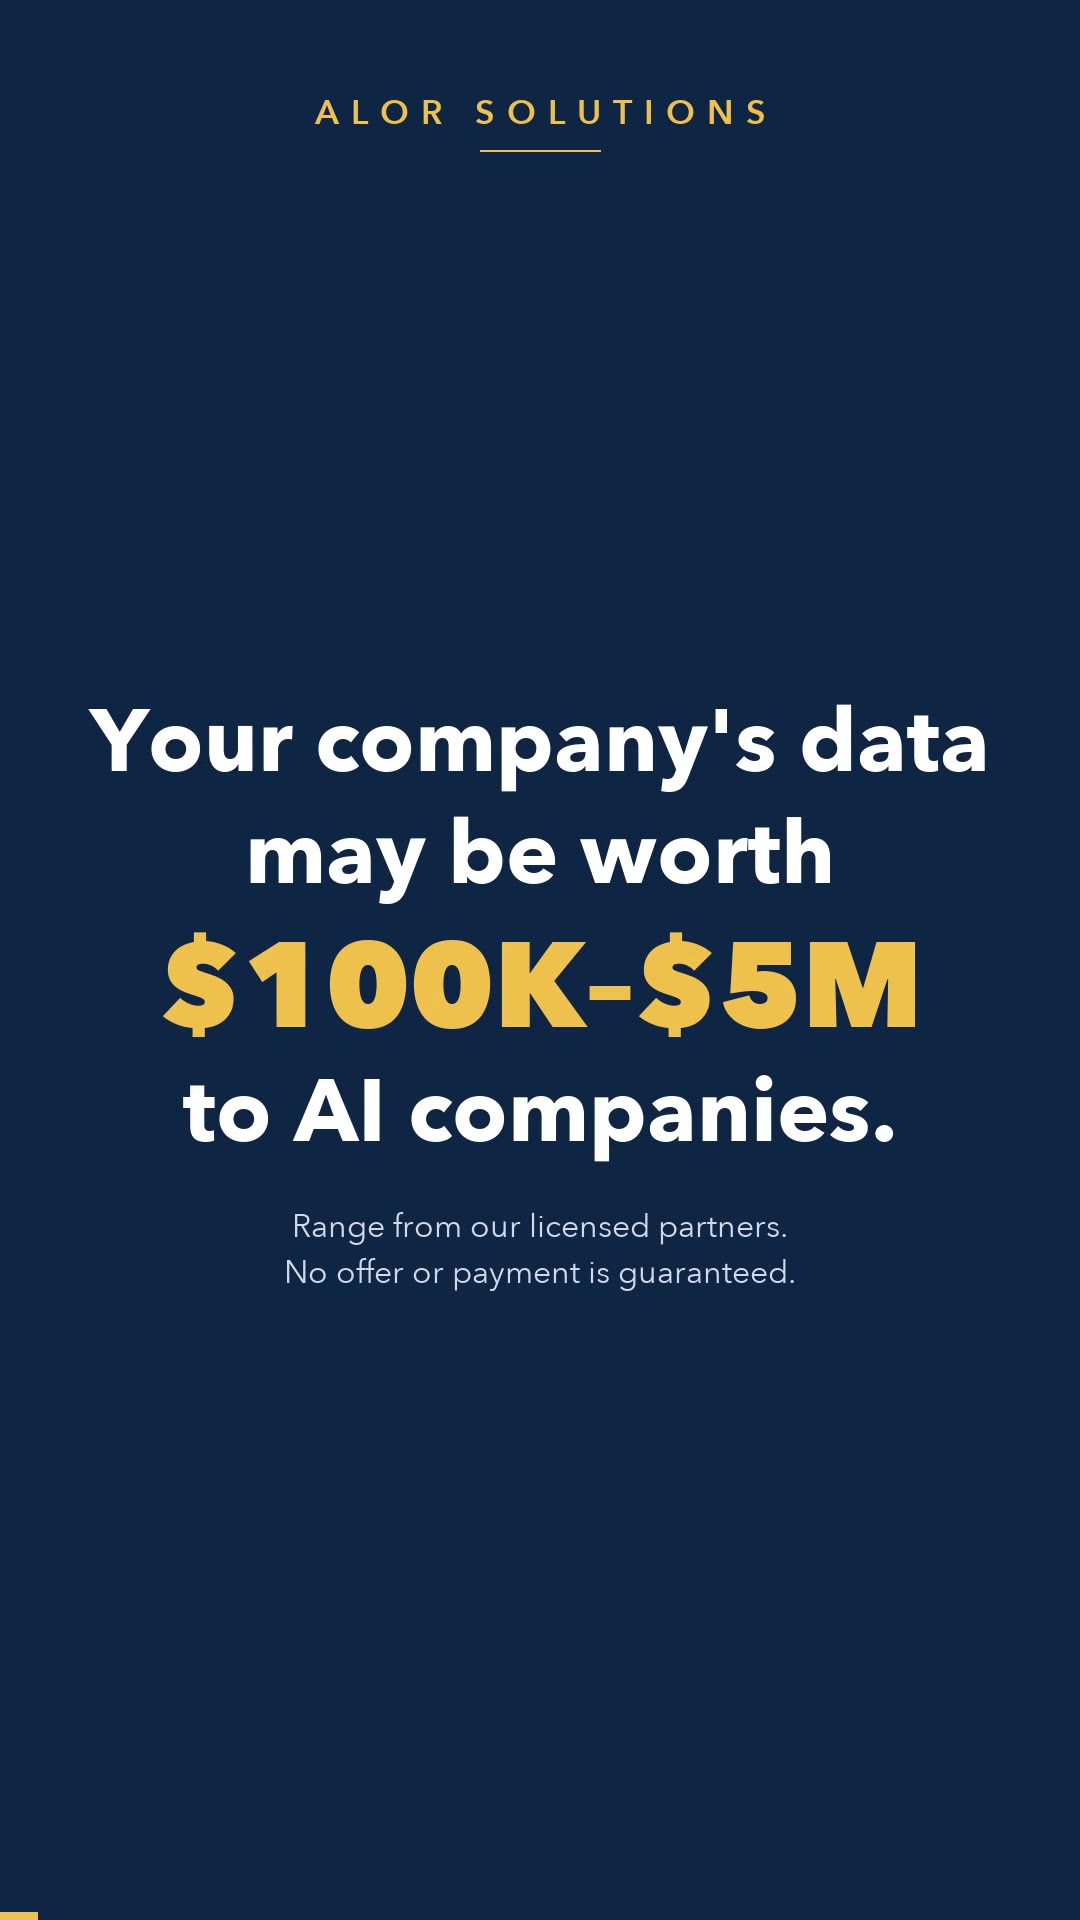 ALOR SOLUTIONS
Your company's data
may be worth
$100K–$5M
to AI companies.
Range from our licensed partners.
No offer or payment is guaranteed.